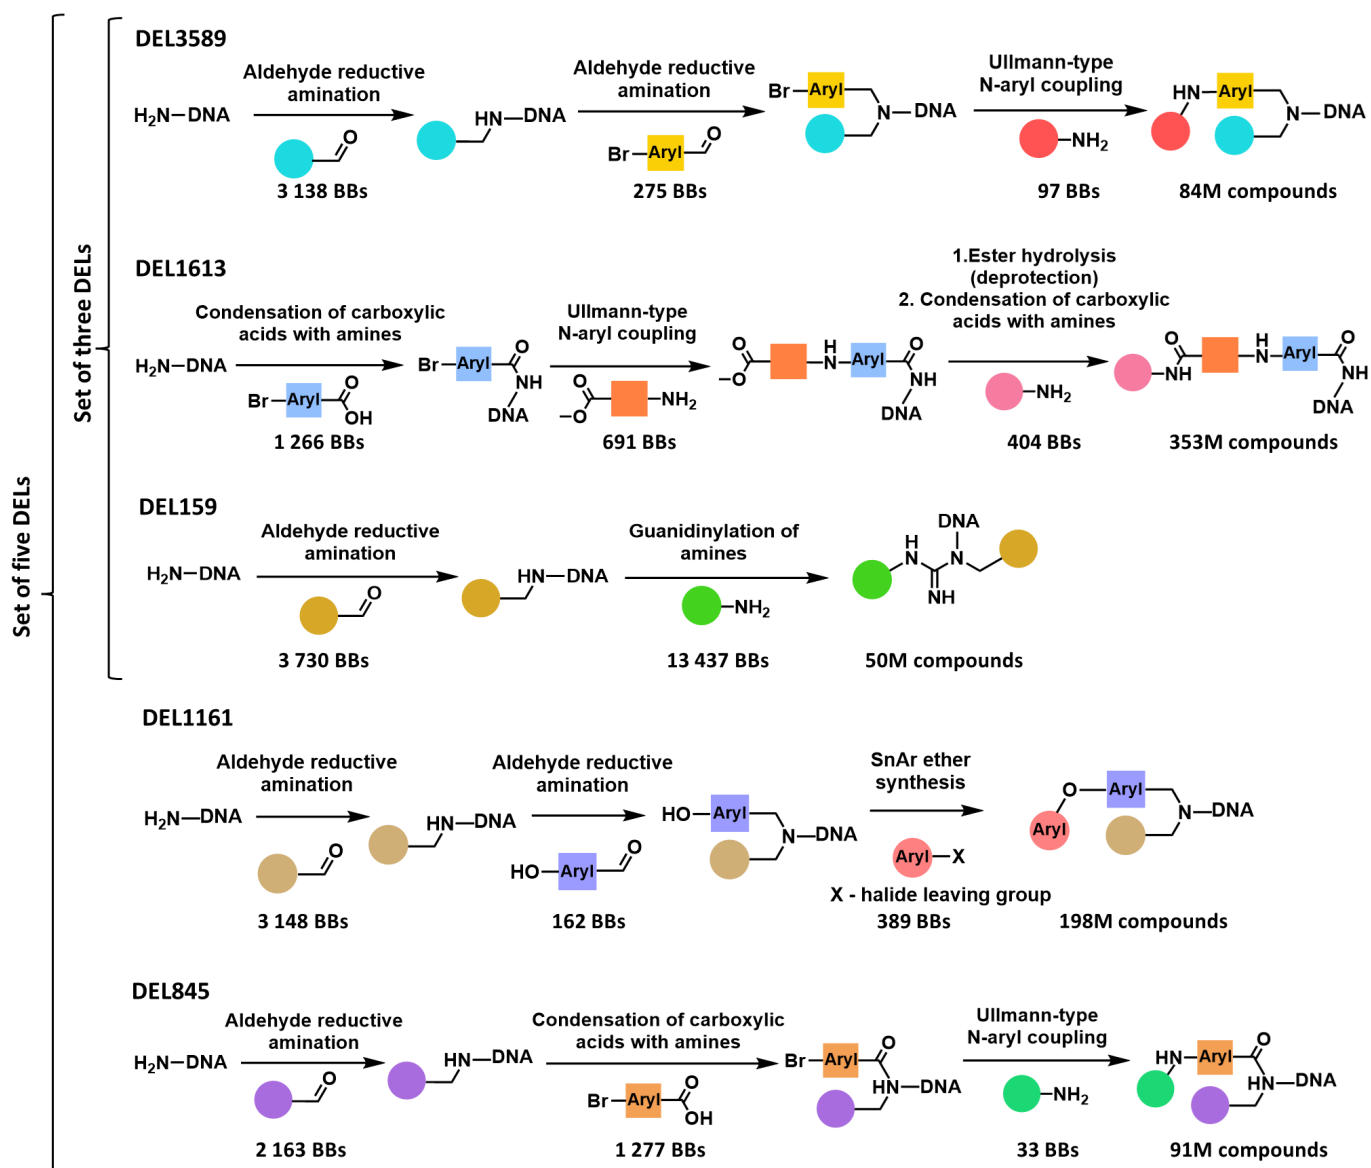 Set of five DELs
Set of three DELs
DEL3589
H₂N—DNA
Aldehyde reductive
amination
3 138 BBs
O
HN—DNA
Aldehyde reductive
amination
Br—Aryl
O
275 BBs
Br—Aryl
N—DNA
Ullmann-type
N-aryl coupling
—NH₂
97 BBs
HN—Aryl
N—DNA
84M compounds
DEL1613
H₂N—DNA
Condensation of carboxylic
acids with amines
Br—Aryl
O
OH
1 266 BBs
Br—Aryl
O
NH
DNA
Ullmann-type
N-aryl coupling
O
–O
—NH₂
691 BBs
O
–O
H
N
Aryl
O
NH
DNA
1.Ester hydrolysis
(deprotection)
2. Condensation of carboxylic
acids with amines
—NH₂
404 BBs
O
NH
H
N
Aryl
O
NH
DNA
353M compounds
DEL159
H₂N—DNA
Aldehyde reductive
amination
O
3 730 BBs
HN—DNA
Guanidinylation of
amines
—NH₂
13 437 BBs
DNA
H
N
N
NH
50M compounds
DEL1161
H₂N—DNA
Aldehyde reductive
amination
O
3 148 BBs
HN—DNA
Aldehyde reductive
amination
HO—Aryl
O
162 BBs
HO—Aryl
N—DNA
SnAr ether
synthesis
Aryl—X
X - halide leaving group
389 BBs
O
Aryl
Aryl
N—DNA
198M compounds
DEL845
H₂N—DNA
Aldehyde reductive
amination
O
2 163 BBs
HN—DNA
Condensation of carboxylic
acids with amines
Br—Aryl
O
OH
1 277 BBs
Br—Aryl
O
HN—DNA
Ullmann-type
N-aryl coupling
—NH₂
33 BBs
HN—Aryl
O
HN—DNA
91M compounds